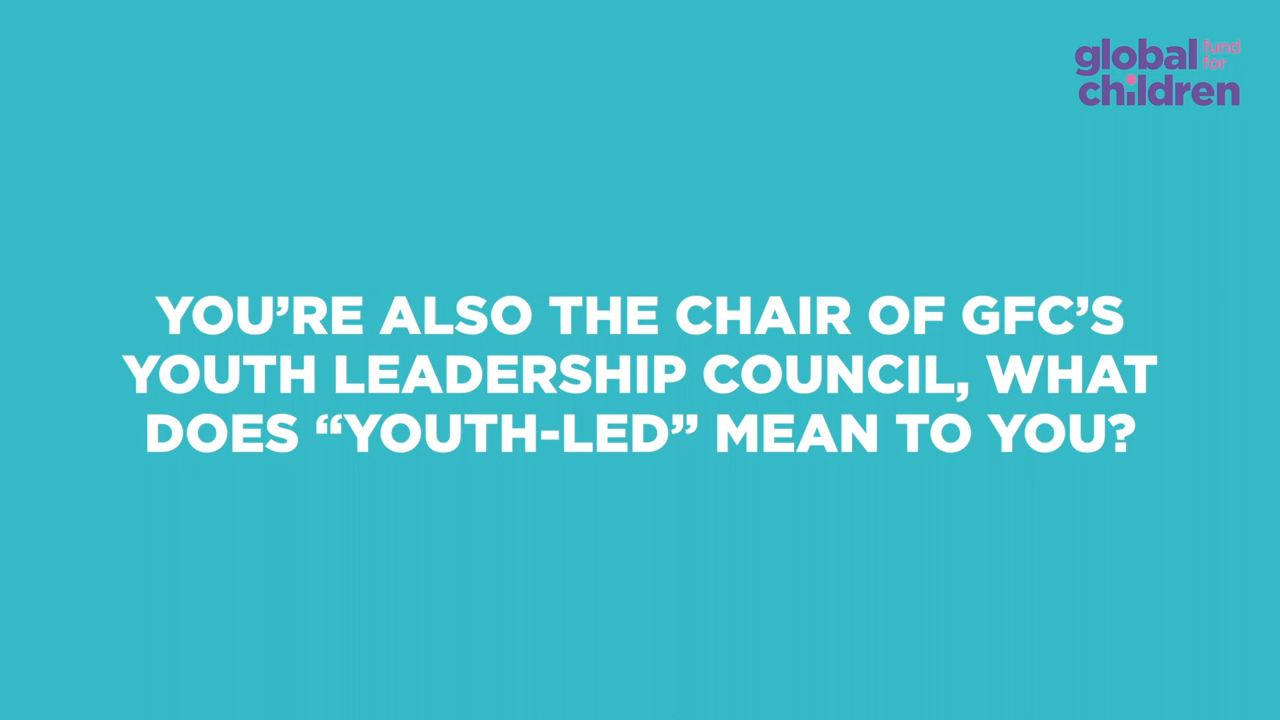 global fund for
children
YOU’RE ALSO THE CHAIR OF GFC’S
YOUTH LEADERSHIP COUNCIL, WHAT
DOES “YOUTH-LED” MEAN TO YOU?